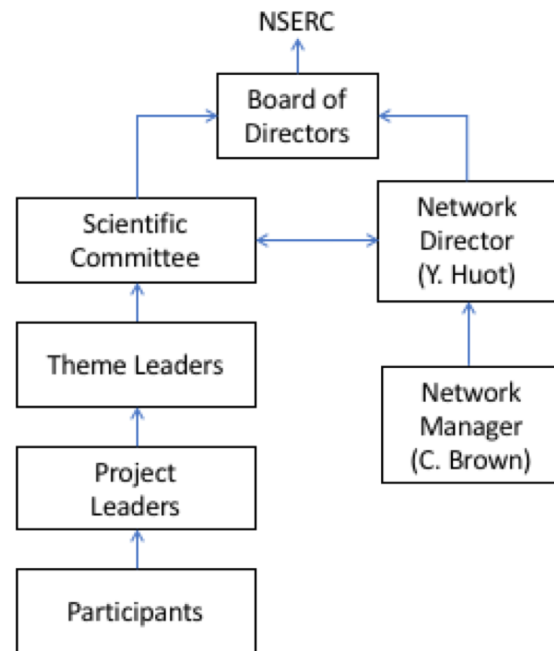 NSERC
Board of
Directors
Scientific
Committee
Network
Director
(Y. Huot)
Theme Leaders
Network
Manager
(C. Brown)
Project
Leaders
Participants